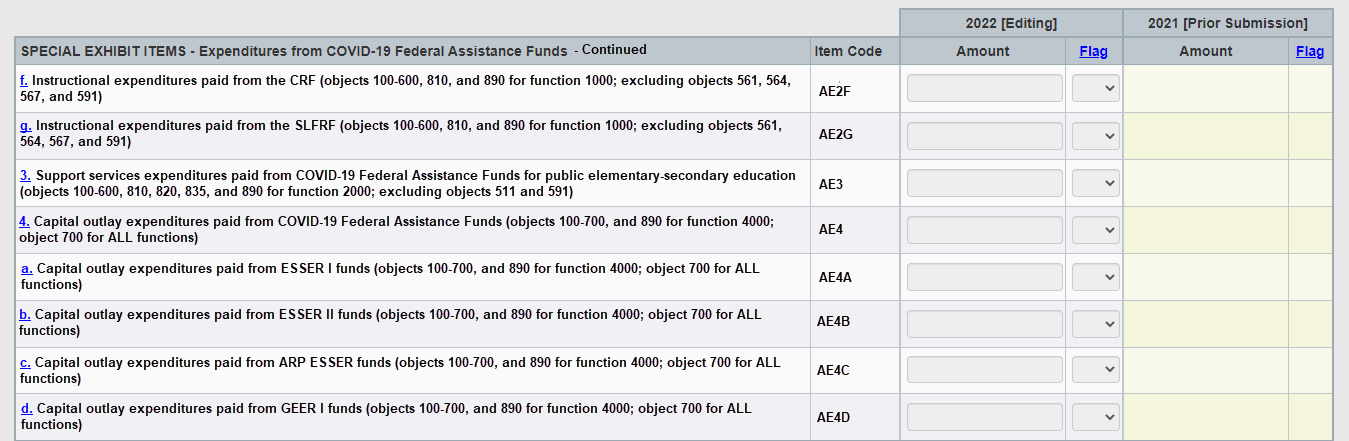 2022 [Editing] 2021 [Prior Submission]
SPECIAL EXHIBIT ITEMS - Expenditures from COVID-19 Federal Assistance Funds - Continued Item Code Amount Flag Amount Flag
f. Instructional expenditures paid from the CRF (objects 100-600, 810, and 890 for function 1000; excluding objects 561, 564,
567, and 591) AE2F
g. Instructional expenditures paid from the SLFRF (objects 100-600, 810, and 890 for function 1000; excluding objects 561,
564, 567, and 591) AE2G
3. Support services expenditures paid from COVID-19 Federal Assistance Funds for public elementary-secondary education
(objects 100-600, 810, 820, 835, and 890 for function 2000; excluding objects 511 and 591) AE3
4. Capital outlay expenditures paid from COVID-19 Federal Assistance Funds (objects 100-700, and 890 for function 4000;
object 700 for ALL functions) AE4
a. Capital outlay expenditures paid from ESSER I funds (objects 100-700, and 890 for function 4000; object 700 for ALL
functions) AE4A
b. Capital outlay expenditures paid from ESSER II funds (objects 100-700, and 890 for function 4000; object 700 for ALL
functions) AE4B
c. Capital outlay expenditures paid from ARP ESSER funds (objects 100-700, and 890 for function 4000; object 700 for ALL
functions) AE4C
d. Capital outlay expenditures paid from GEER I funds (objects 100-700, and 890 for function 4000; object 700 for ALL
functions) AE4D